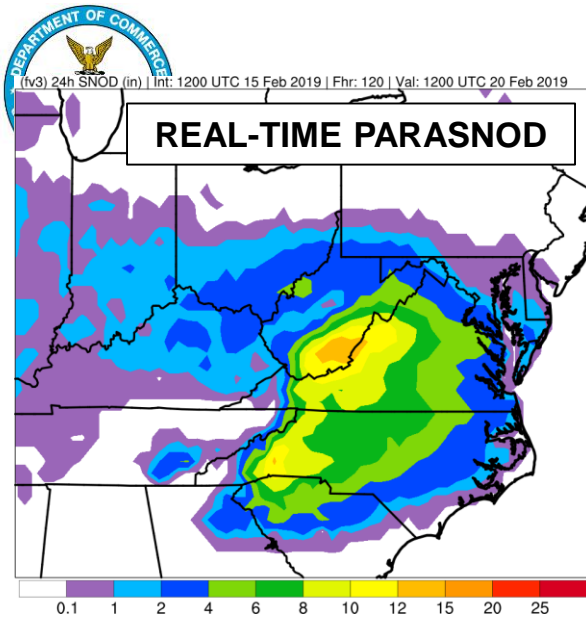 DEPARTMENT OF COMMERCE
(fv3) 24h SNOD (in) | Int: 1200 UTC 15 Feb 2019 | Fhr: 120 | Val: 1200 UTC 20 Feb 2019
REAL-TIME PARASNOD
0.1 1 2 4 6 8 10 12 15 20 25